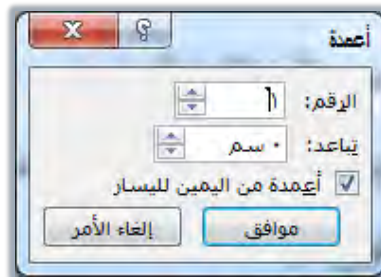 أعمدة
الرقم: ١
تباعد: ٠ سم
أعمدة من اليمين لليسار
موافق إلغاء الأمر